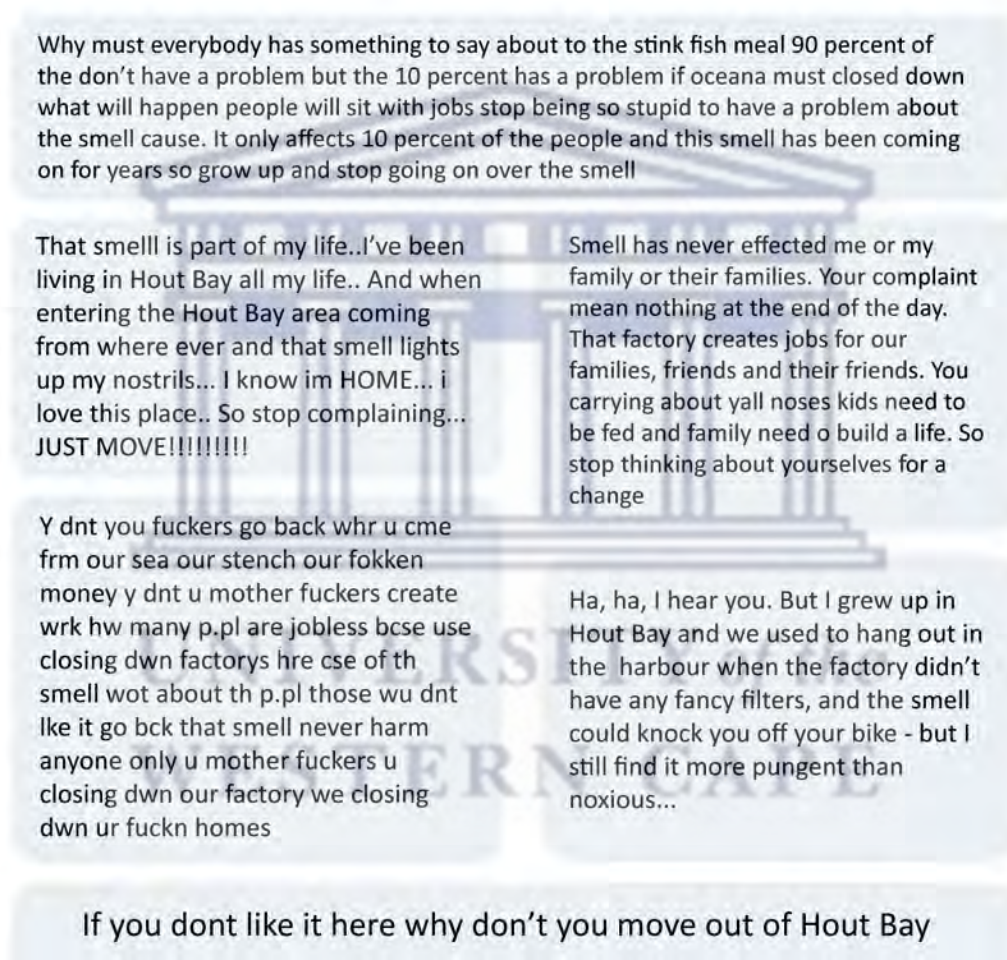 Why must everybody has something to say about to the stink fish meal 90 percent of
the don't have a problem but the 10 percent has a problem if oceana must closed down
what will happen people will sit with jobs stop being so stupid to have a problem about
the smell cause. It only affects 10 percent of the people and this smell has been coming
on for years so grow up and stop going on over the smell
That smelll is part of my life..I've been
living in Hout Bay all my life.. And when
entering the Hout Bay area coming
from where ever and that smell lights
up my nostrils... I know im HOME... i
love this place.. So stop complaining...
JUST MOVE!!!!!!!!!
Smell has never effected me or my
family or their families. Your complaint
mean nothing at the end of the day.
That factory creates jobs for our
families, friends and their friends. You
carrying about yall noses kids need to
be fed and family need o build a life. So
stop thinking about yourselves for a
change
Y dnt you fuckers go back whr u cme
frm our sea our stench our fokken
money y dnt u mother fuckers create
wrk hw many p.pl are jobless bcse use
closing dwn factorys hre cse of th
smell wot about th p.pl those wu dnt
lke it go bck that smell never harm
anyone only u mother fuckers u
closing dwn our factory we closing
dwn ur fuckn homes
Ha, ha, I hear you. But I grew up in
Hout Bay and we used to hang out in
the harbour when the factory didn't
have any fancy filters, and the smell
could knock you off your bike - but I
still find it more pungent than
noxious...
If you dont like it here why don't you move out of Hout Bay
UNIVERSITY of the
WESTERN CAPE